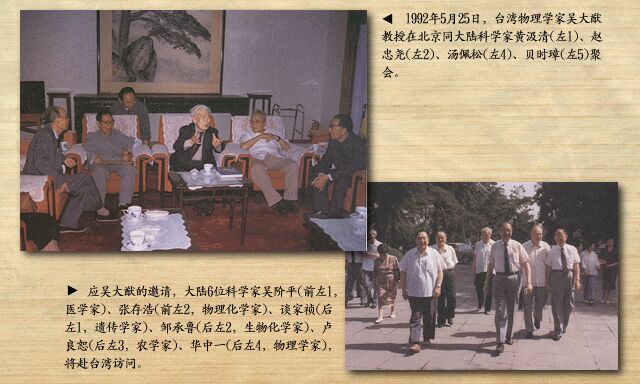 ◀ 1992年5月25日，台湾物理学家吴大猷
教授在北京同大陆科学家黄汲清(左1)、赵
忠尧(左2)、汤佩松(左4)、贝时璋(左5)聚
会。
▶ 应吴大猷的邀请，大陆6位科学家吴阶平(前左1，
医学家)、张存浩(前左2，物理化学家)、谈家桢(后
左1，遗传学家)、邹承鲁(后左2，生物化学家)、卢
良恕(后左3，农学家)、华中一(后左4，物理学家)，
将赴台湾访问。